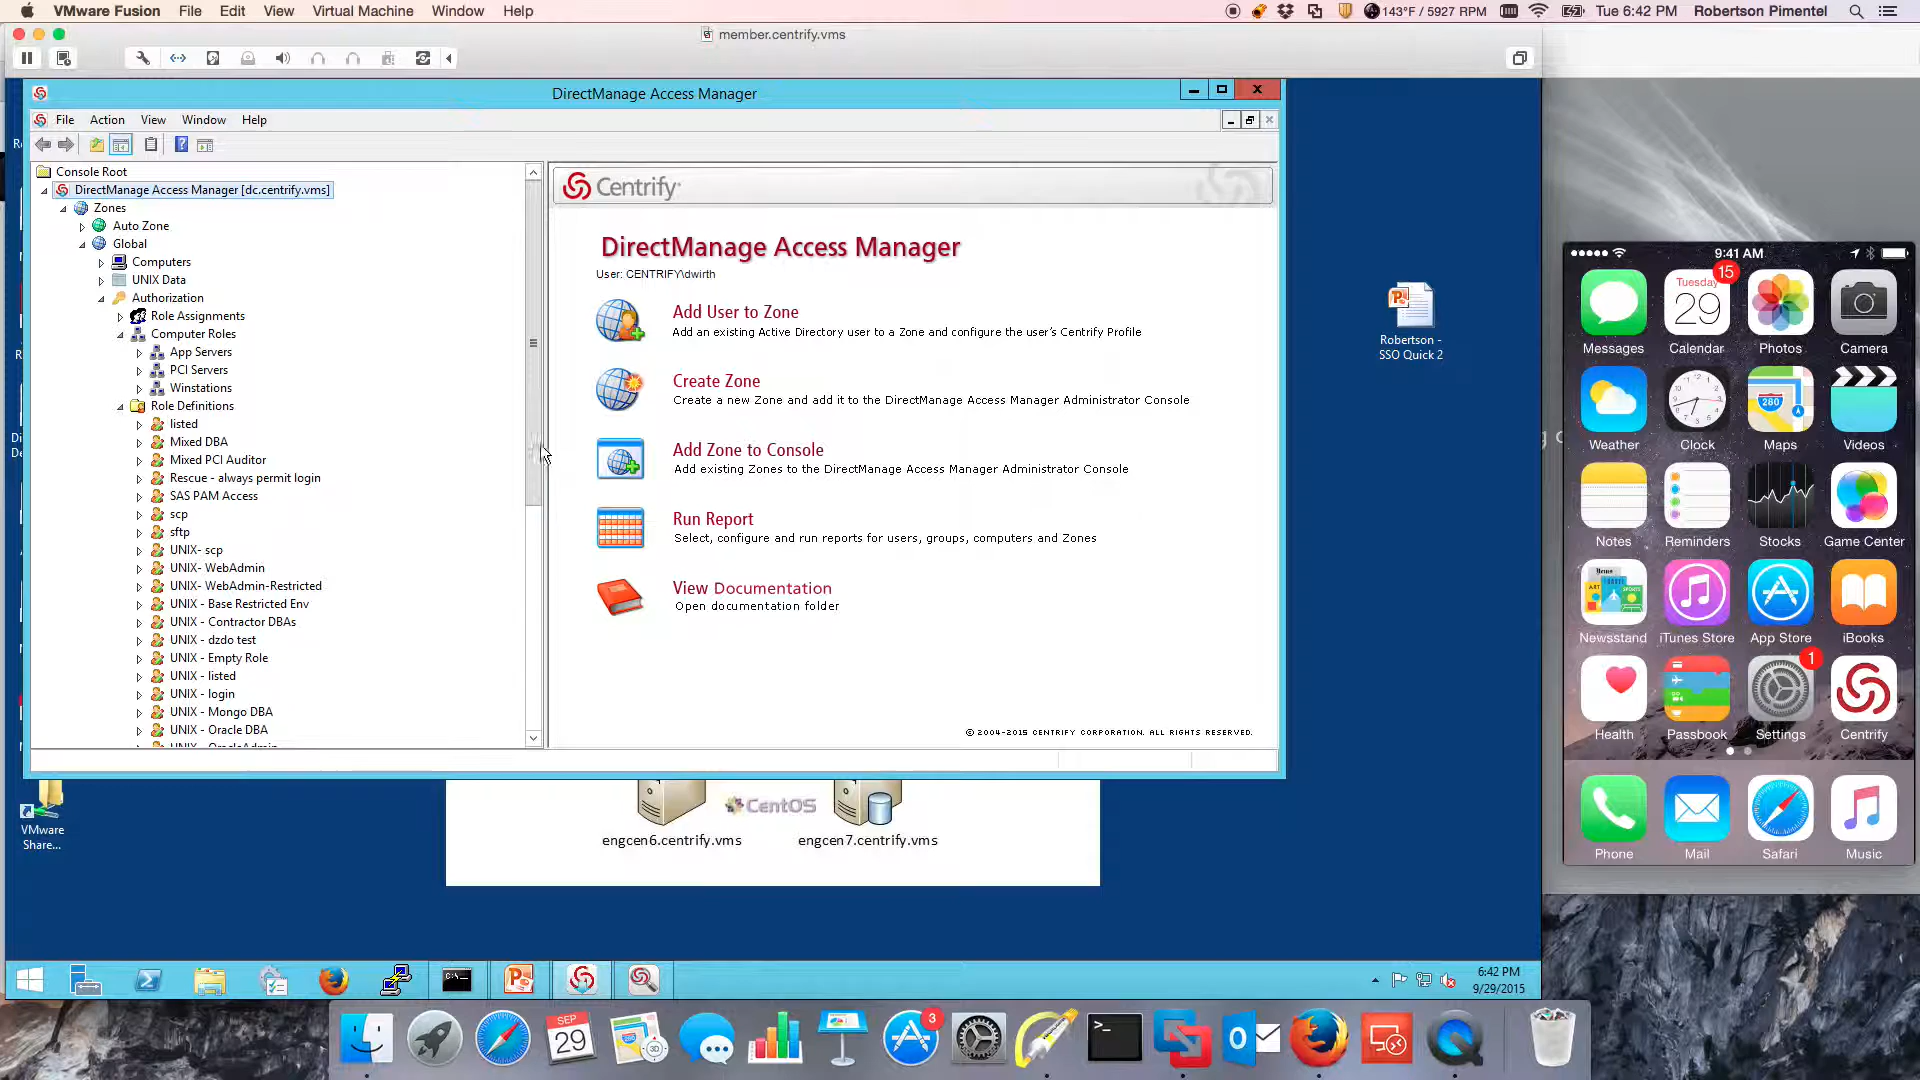 VMware Fusion File Edit View Virtual Machine Window Help
143°F / 5927 RPM Tue 6:42 PM Robertson Pimentel
member.centrify.vms
DirectManage Access Manager
File Action View Window Help
Console Root
DirectManage Access Manager [dc.centrify.vms]
Zones
Auto Zone
Global
Computers
UNIX Data
Authorization
Role Assignments
Computer Roles
App Servers
PCI Servers
Winstations
Role Definitions
listed
Mixed DBA
Mixed PCI Auditor
Rescue - always permit login
SAS PAM Access
scp
sftp
UNIX- scp
UNIX- WebAdmin
UNIX- WebAdmin-Restricted
UNIX - Base Restricted Env
UNIX - Contractor DBAs
UNIX - dzdo test
UNIX - Empty Role
UNIX - listed
UNIX - login
UNIX - Mongo DBA
UNIX - Oracle DBA
UNIX - OracleAdmin
Centrify
DirectManage Access Manager
User: CENTRIFY\dwirth
Add User to Zone
Add an existing Active Directory user to a Zone and configure the user's Centrify Profile
Create Zone
Create a new Zone and add it to the DirectManage Access Manager Administrator Console
Add Zone to Console
Add existing Zones to the DirectManage Access Manager Administrator Console
Run Report
Select, configure and run reports for users, groups, computers and Zones
View Documentation
Open documentation folder
© 2004-2015 CENTRIFY CORPORATION. ALL RIGHTS RESERVED.
Robertson -
SSO Quick 2
VMware
Share...
CentOS
engcen6.centrify.vms engcen7.centrify.vms
9:41 AM
Tuesday 15
29
Messages Calendar Photos Camera
280
Weather Clock Maps Videos
Notes Reminders Stocks Game Center
News
ART
SPORTS
Newsstand iTunes Store App Store iBooks
1
Health Passbook Settings Centrify
Phone Mail Safari Music
6:42 PM
9/29/2015
SEP
29
3D
3